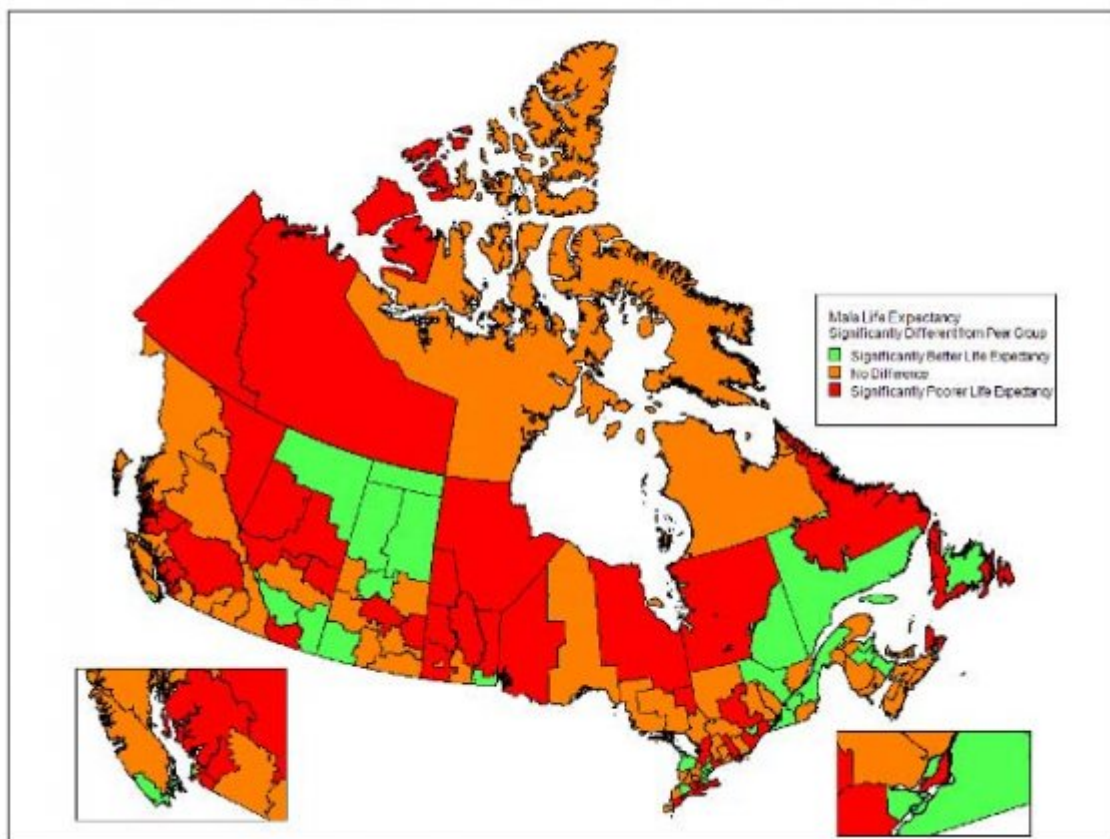 Male Life Expectancy
Significantly Different from Peer Group
Significantly Better Life Expectancy
No Difference
Significantly Poorer Life Expectancy